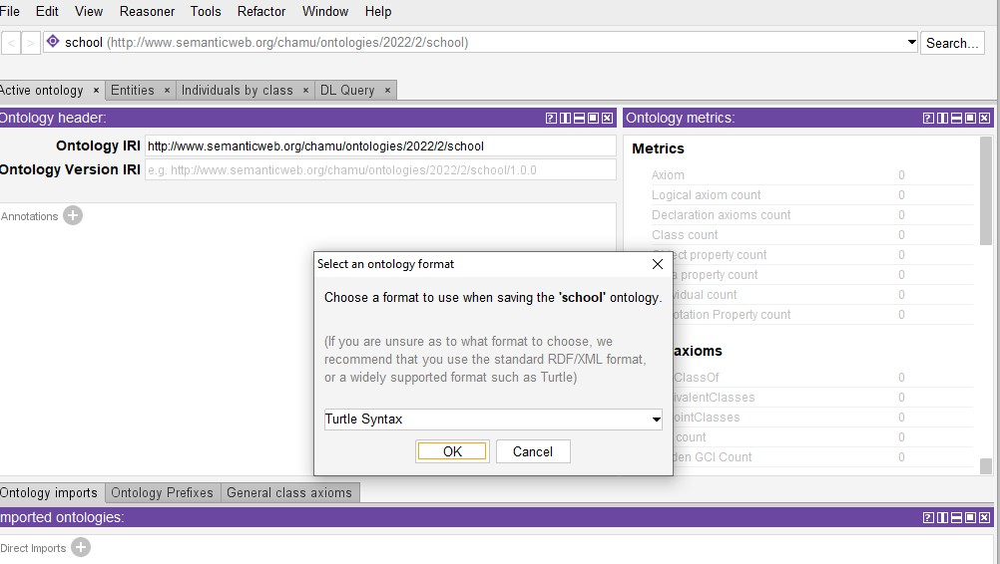 File Edit View Reasoner Tools Refactor Window Help
< > school (http://www.semanticweb.org/chamu/ontologies/2022/2/school) Search...
Active ontology × Entities × Individuals by class × DL Query ×
Ontology header: Ontology metrics:
Ontology IRI http://www.semanticweb.org/chamu/ontologies/2022/2/school
Ontology Version IRI e.g. http://www.semanticweb.org/chamu/ontologies/2022/2/school/1.0.0
Annotations
Metrics
Axiom 0
Logical axiom count 0
Declaration axioms count 0
Class count 0
ect property count 0
a property count 0
vidual count 0
otation Property count 0
axioms
ClassOf 0
ivalentClasses 0
ointClasses 0
count 0
den GCI Count 0
Select an ontology format
Choose a format to use when saving the 'school' ontology.
(If you are unsure as to what format to choose, we
recommend that you use the standard RDF/XML format,
or a widely supported format such as Turtle)
Turtle Syntax
OK Cancel
Ontology imports Ontology Prefixes General class axioms
mported ontologies:
Direct Imports